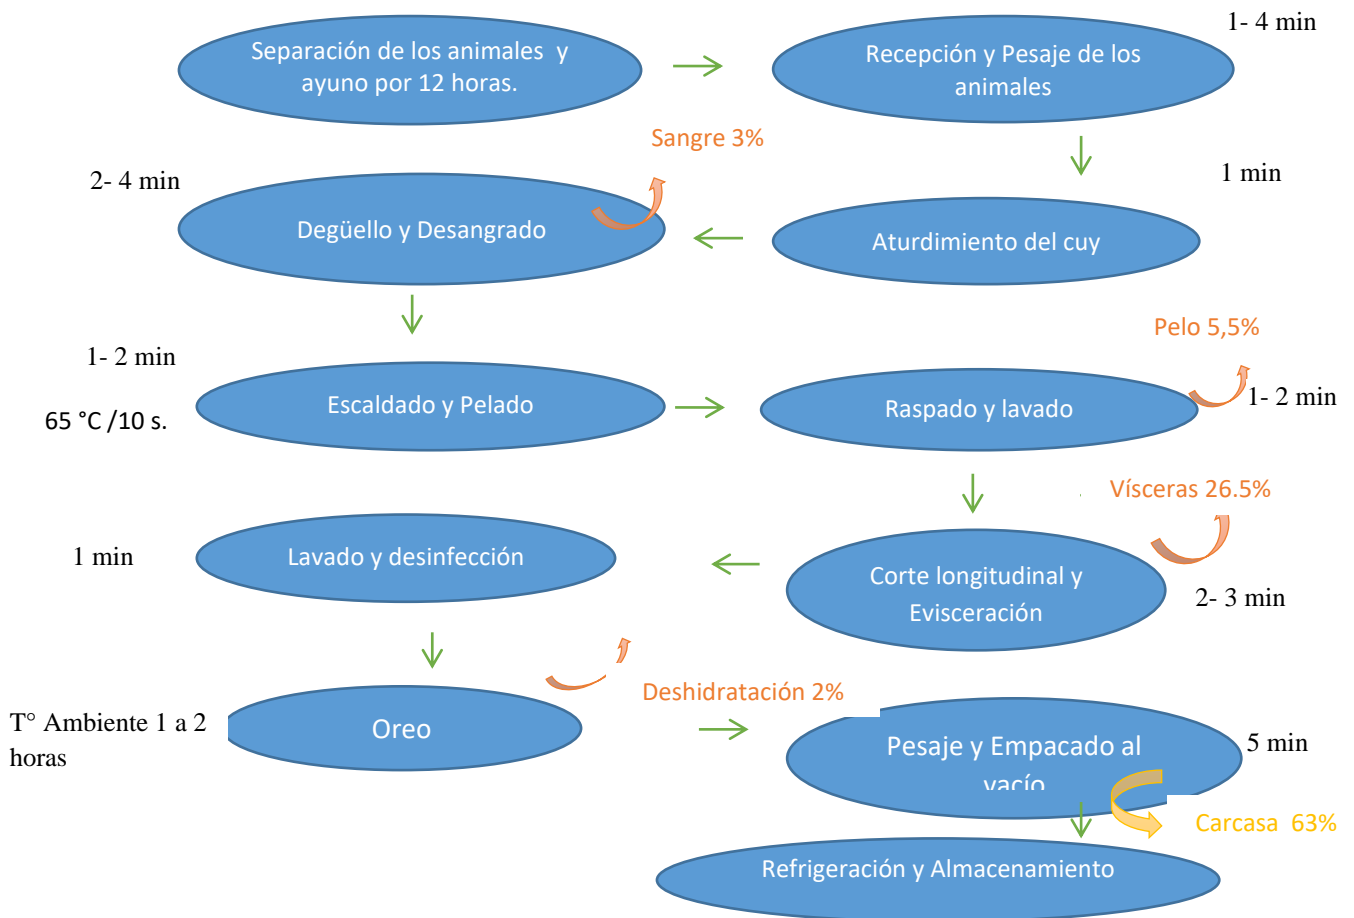 Separación de los animales y
ayuno por 12 horas.
1- 4 min
Recepción y Pesaje de los
animales
Sangre 3%
2- 4 min
Degüello y Desangrado
1 min
Aturdimiento del cuy
1- 2 min
65 °C /10 s.
Escaldado y Pelado
Pelo 5,5%
Raspado y lavado
1- 2 min
Vísceras 26.5%
1 min
Lavado y desinfección
Corte longitudinal y
Evisceración
2- 3 min
T° Ambiente 1 a 2
horas
Oreo
Deshidratación 2%
Pesaje y Empacado al
vacío
5 min
Carcasa 63%
Refrigeración y Almacenamiento